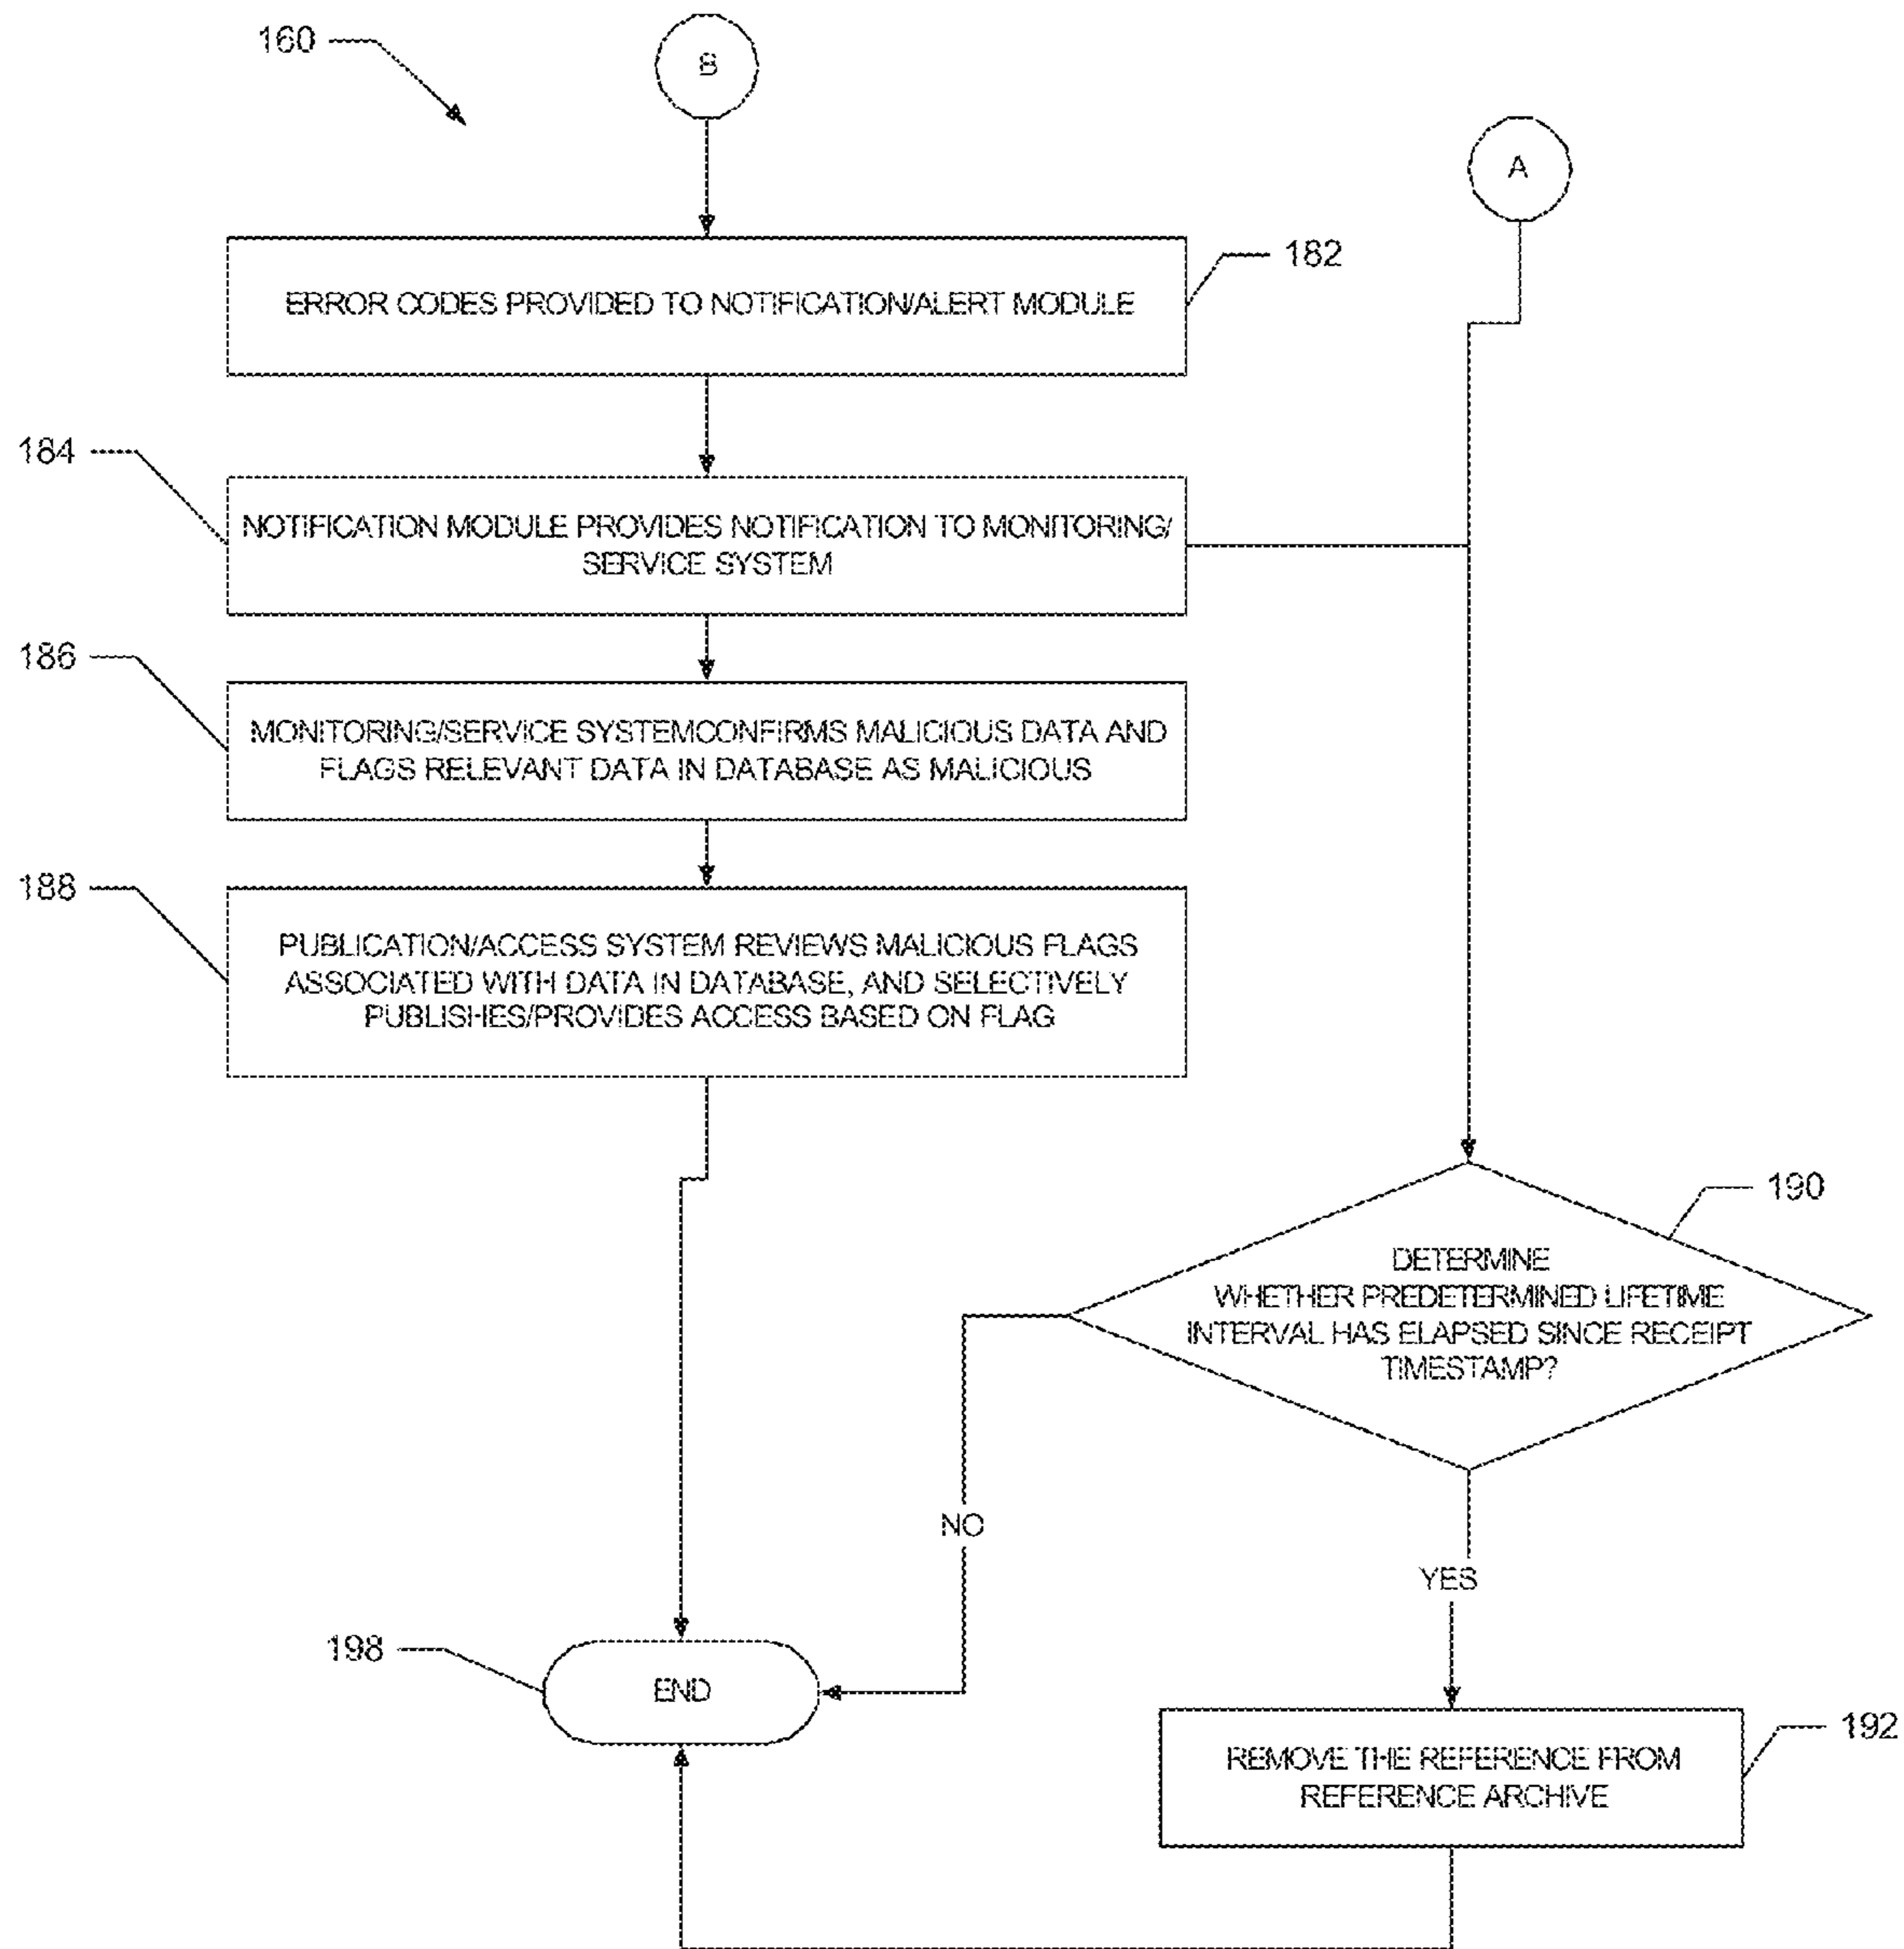 160
B
A
182
ERROR CODES PROVIDED TO NOTIFICATION/ALERT MODULE
184
NOTIFICATION MODULE PROVIDES NOTIFICATION TO MONITORING/
SERVICE SYSTEM
186
MONITORING/SERVICE SYSTEMCONFIRMS MALICIOUS DATA AND
FLAGS RELEVANT DATA IN DATABASE AS MALICIOUS
188
PUBLICATION/ACCESS SYSTEM REVIEWS MALICIOUS FLAGS
ASSOCIATED WITH DATA IN DATABASE, AND SELECTIVELY
PUBLISHES/PROVIDES ACCESS BASED ON FLAG
190
DETERMINE
WHETHER PREDETERMINED LIFETIME
INTERVAL HAS ELAPSED SINCE RECEIPT
TIMESTAMP?
NO
YES
198
END
192
REMOVE THE REFERENCE FROM
REFERENCE ARCHIVE